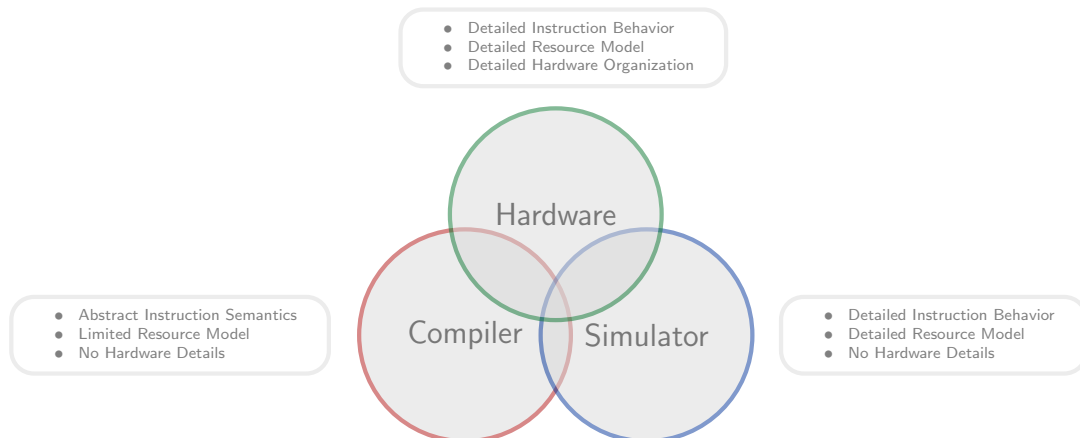 ● Detailed Instruction Behavior
● Detailed Resource Model
● Detailed Hardware Organization
Hardware
● Abstract Instruction Semantics
● Limited Resource Model
● No Hardware Details
Compiler
Simulator
● Detailed Instruction Behavior
● Detailed Resource Model
● No Hardware Details